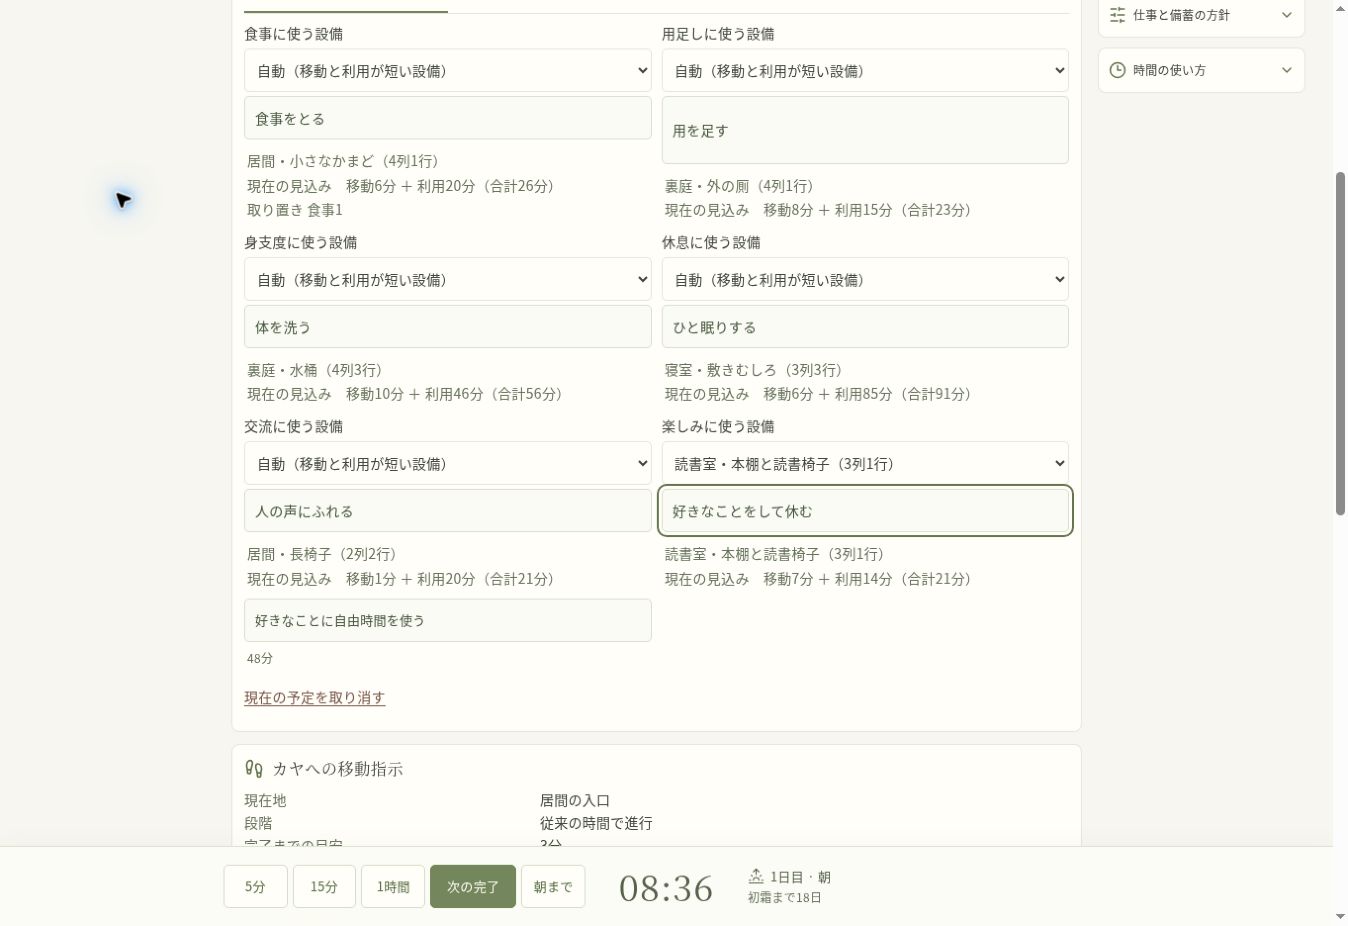 仕事と備蓄の方針
時間の使い方
食事に使う設備
自動（移動と利用が短い設備）
食事をとる
居間・小さなかまど（4列1行）
現在の見込み　移動6分 ＋ 利用20分（合計26分）
取り置き 食事1
用足しに使う設備
自動（移動と利用が短い設備）
用を足す
裏庭・外の厠（4列1行）
現在の見込み　移動8分 ＋ 利用15分（合計23分）
身支度に使う設備
自動（移動と利用が短い設備）
体を洗う
裏庭・水桶（4列3行）
現在の見込み　移動10分 ＋ 利用46分（合計56分）
休息に使う設備
自動（移動と利用が短い設備）
ひと眠りする
寝室・敷きむしろ（3列3行）
現在の見込み　移動6分 ＋ 利用85分（合計91分）
交流に使う設備
自動（移動と利用が短い設備）
人の声にふれる
居間・長椅子（2列2行）
現在の見込み　移動1分 ＋ 利用20分（合計21分）
楽しみに使う設備
読書室・本棚と読書椅子（3列1行）
好きなことをして休む
読書室・本棚と読書椅子（3列1行）
現在の見込み　移動7分 ＋ 利用14分（合計21分）
好きなことに自由時間を使う
48分
現在の予定を取り消す
カヤへの移動指示
現在地　居間の入口
段階　従来の時間で進行
完了までの目安　3分
5分
15分
1時間
次の完了
朝まで
08:36
1日目 · 朝
初霜まで18日